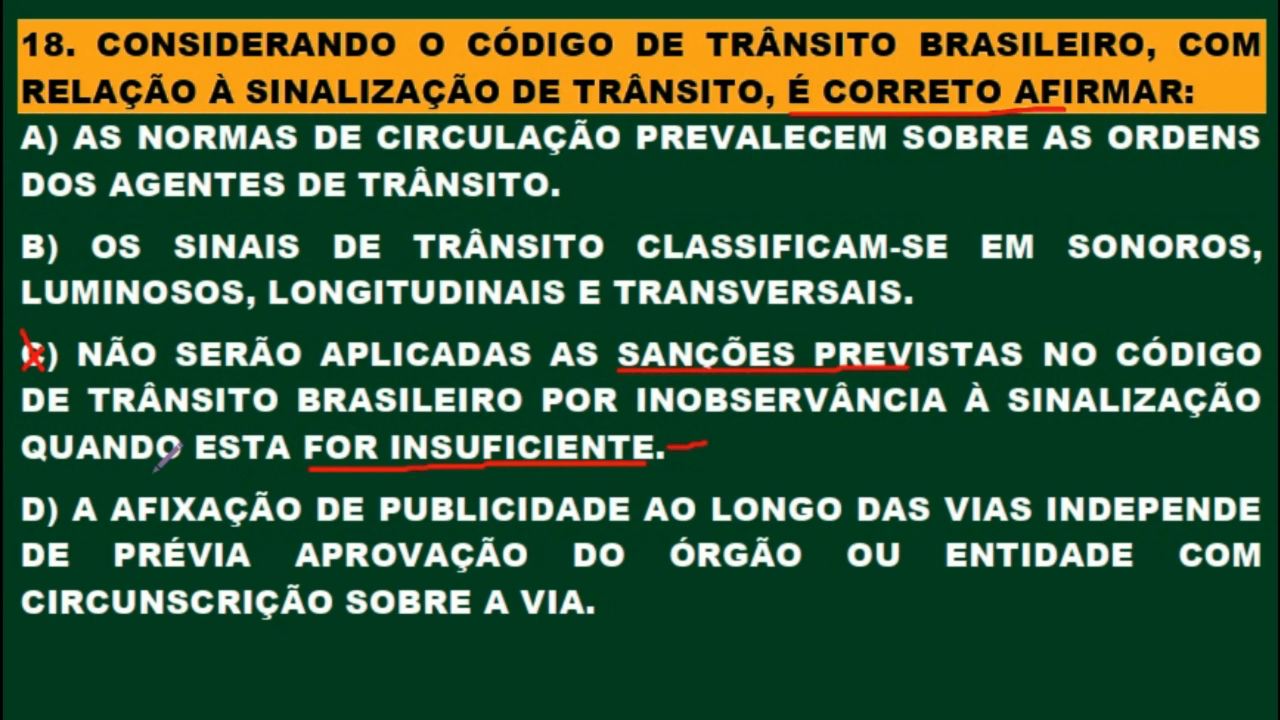 18. CONSIDERANDO O CÓDIGO DE TRÂNSITO BRASILEIRO, COM
RELAÇÃO À SINALIZAÇÃO DE TRÂNSITO, É CORRETO AFIRMAR:
A) AS NORMAS DE CIRCULAÇÃO PREVALECEM SOBRE AS ORDENS
DOS AGENTES DE TRÂNSITO.
B) OS SINAIS DE TRÂNSITO CLASSIFICAM-SE EM SONOROS,
LUMINOSOS, LONGITUDINAIS E TRANSVERSAIS.
C) NÃO SERÃO APLICADAS AS SANÇÕES PREVISTAS NO CÓDIGO
DE TRÂNSITO BRASILEIRO POR INOBSERVÂNCIA À SINALIZAÇÃO
QUANDO ESTA FOR INSUFICIENTE.
D) A AFIXAÇÃO DE PUBLICIDADE AO LONGO DAS VIAS INDEPENDE
DE PRÉVIA APROVAÇÃO DO ÓRGÃO OU ENTIDADE COM
CIRCUNSCRIÇÃO SOBRE A VIA.